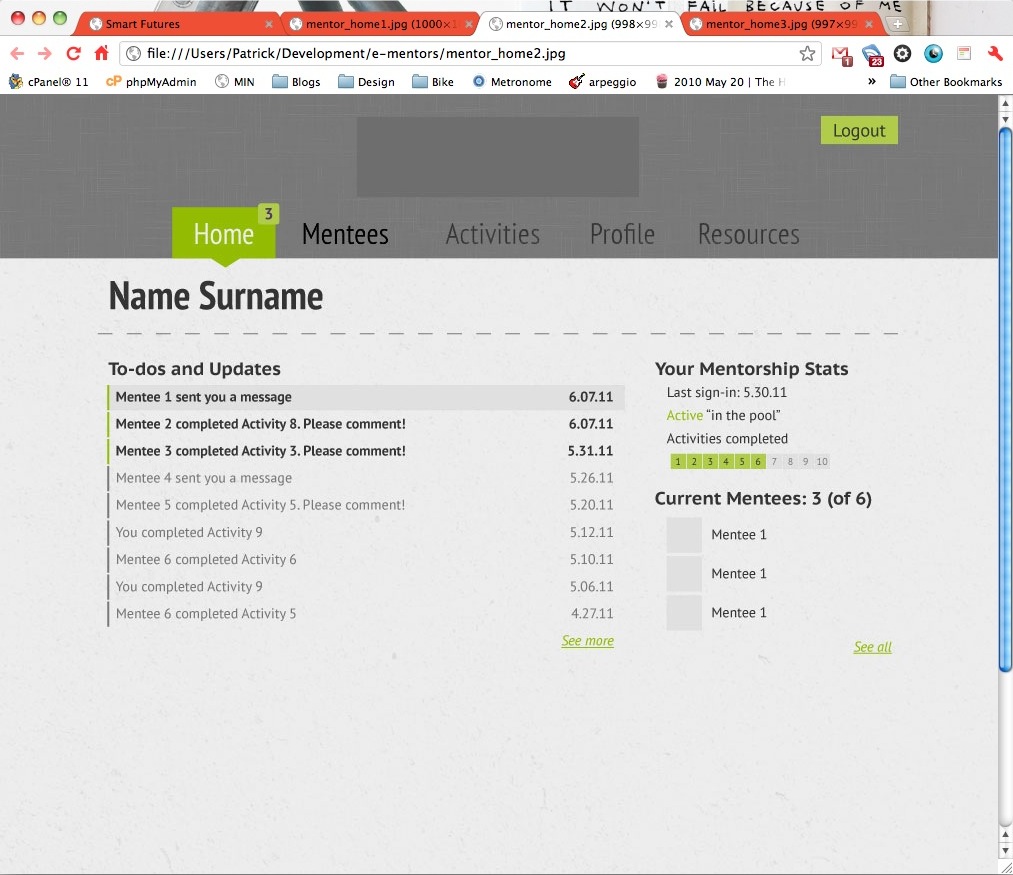 IT WON'T FAIL BECAUSE OF ME
Smart Futures
mentor_home1.jpg (1000×1
mentor_home2.jpg (998×99
mentor_home3.jpg (997×99
file:///Users/Patrick/Development/e-mentors/mentor_home2.jpg
1
23
cPanel® 11
cP phpMyAdmin
MIN
Blogs
Design
Bike
Metronome
arpeggio
2010 May 20 | The H
»
Other Bookmarks
Logout
Home 3
Mentees
Activities
Profile
Resources
Name Surname
To-dos and Updates
Mentee 1 sent you a message 6.07.11
Mentee 2 completed Activity 8. Please comment! 6.07.11
Mentee 3 completed Activity 3. Please comment! 5.31.11
Mentee 4 sent you a message 5.26.11
Mentee 5 completed Activity 5. Please comment! 5.20.11
You completed Activity 9 5.12.11
Mentee 6 completed Activity 6 5.10.11
You completed Activity 9 5.06.11
Mentee 6 completed Activity 5 4.27.11
See more
Your Mentorship Stats
Last sign-in: 5.30.11
Active “in the pool”
Activities completed
1 2 3 4 5 6 7 8 9 10
Current Mentees: 3 (of 6)
Mentee 1
Mentee 1
Mentee 1
See all